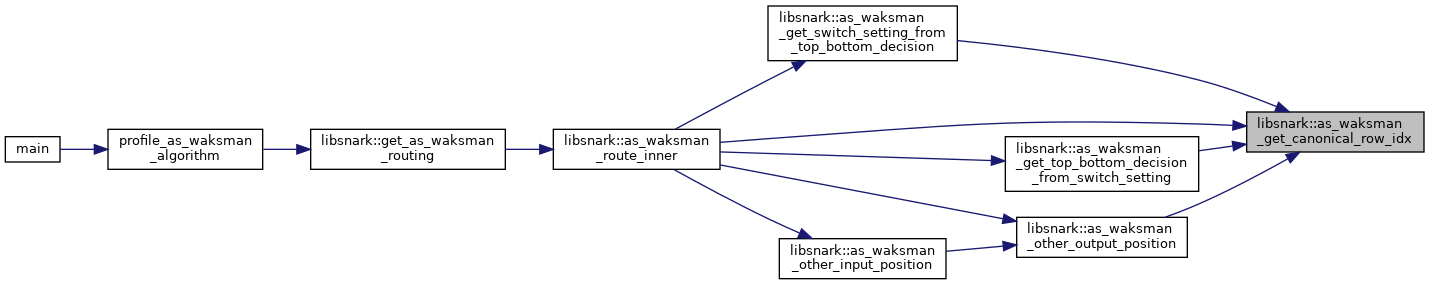 main
profile_as_waksman
_algorithm
libsnark::get_as_waksman
_routing
libsnark::as_waksman
_route_inner
libsnark::as_waksman
_get_switch_setting_from
_top_bottom_decision
libsnark::as_waksman
_get_top_bottom_decision
_from_switch_setting
libsnark::as_waksman
_other_input_position
libsnark::as_waksman
_other_output_position
libsnark::as_waksman
_get_canonical_row_idx